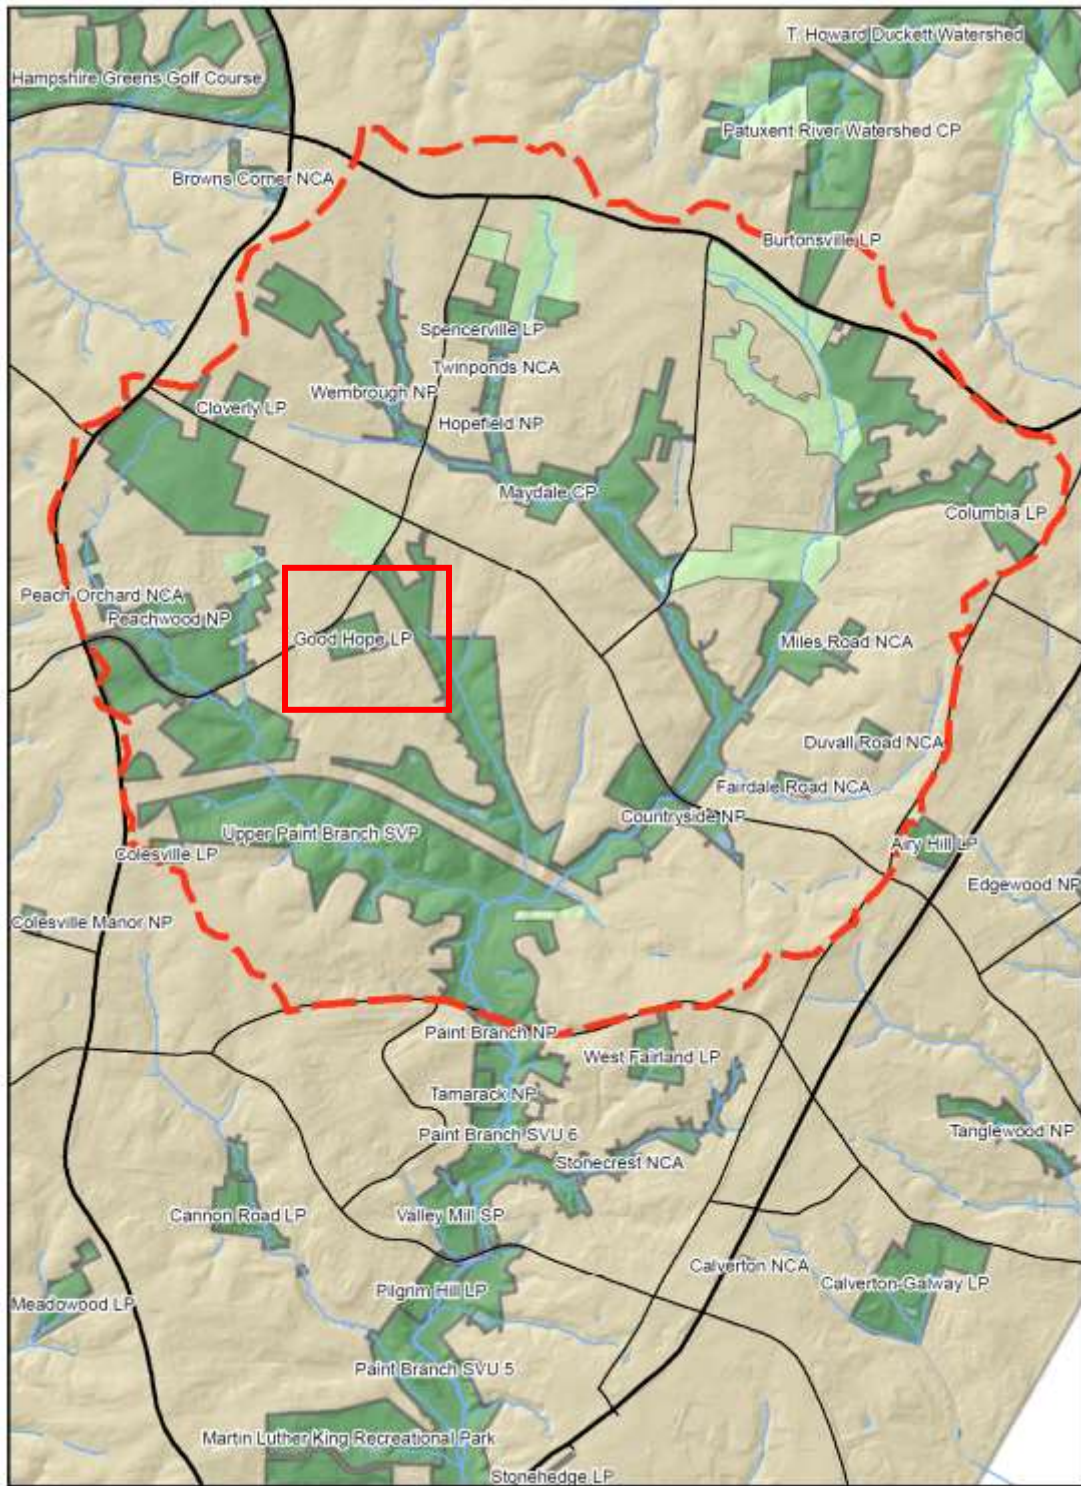 T. Howard Duckett Watershed
Hampshire Greens Golf Course
Patuxent River Watershed CP
Browns Corner NCA
Burtonsville LP
Spencerville LP
Twinponds NCA
Wembrough NP
Cloverly LP
Hopefield NP
Maydale CP
Columbia LP
Peach Orchard NCA
Peachwood NP
Good Hope LP
Miles Road NCA
Duvall Road NCA
Fairdale Road NCA
Countryside NP
Upper Paint Branch SVP
Airy Hill LP
Colesville LP
Edgewood NP
Colesville Manor NP
Paint Branch NP
West Fairland LP
Tamarack NP
Paint Branch SVU 6
Tanglewood NP
Stonecrest NCA
Cannon Road LP
Valley Mill SP
Calverton NCA
Calverton-Galway LP
Pilgrim Hill LP
Meadowood LP
Paint Branch SVU 5
Martin Luther King Recreational Park
Stonehedge LP